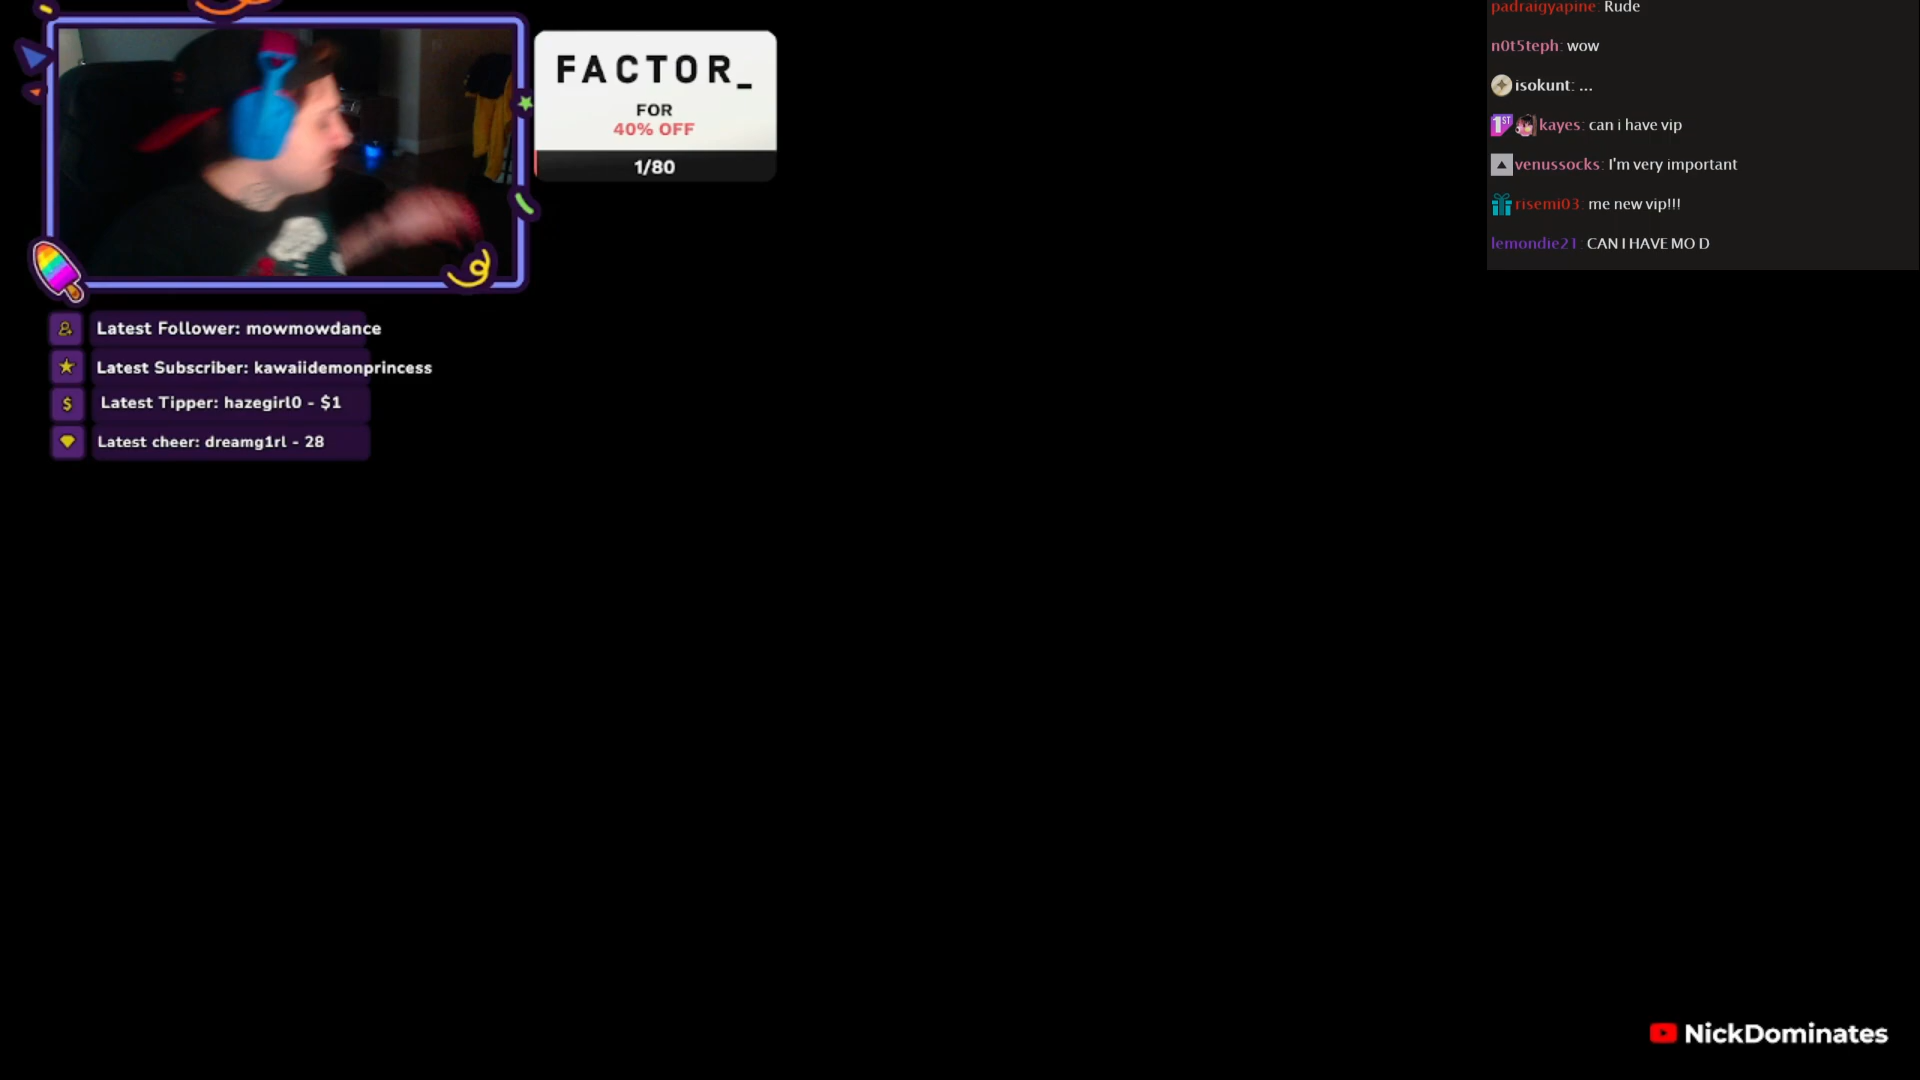 FACTOR_
FOR
40% OFF
1/80
Latest Follower: mowmowdance
Latest Subscriber: kawaiidemonprincess
Latest Tipper: hazegirl0 - $1
Latest cheer: dreamg1rl - 28
padraigyapine: Rude
n0t5teph: wow
isokunt: ...
1ST kayes: can i have vip
venussocks: I'm very important
risemi03: me new vip!!!
lemondie21: CAN I HAVE MO D
NickDominates